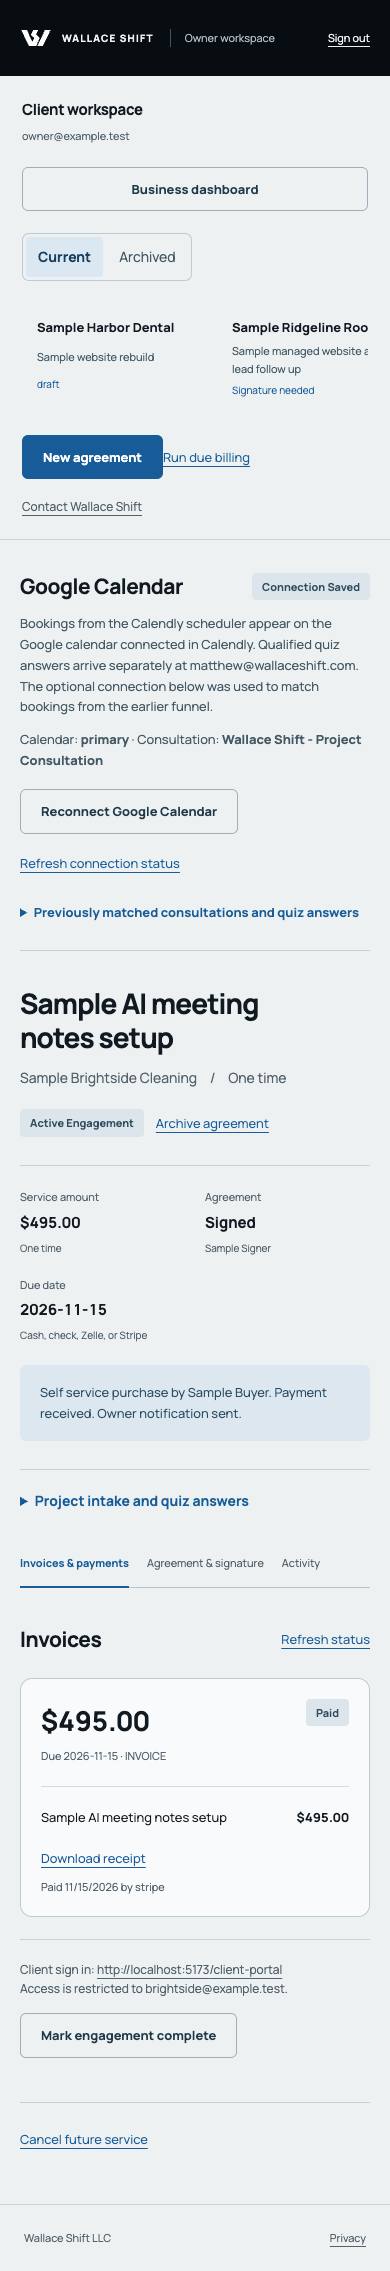 WALLACE SHIFT
Owner workspace
Sign out
Client workspace
owner@example.test
Business dashboard
Current
Archived
Sample Harbor Dental
Sample website rebuild
draft
Sample Ridgeline Roo
Sample managed website a
lead follow up
Signature needed
New agreement
Run due billing
Contact Wallace Shift
Google Calendar
Connection Saved
Bookings from the Calendly scheduler appear on the
Google calendar connected in Calendly. Qualified quiz
answers arrive separately at matthew@wallaceshift.com.
The optional connection below was used to match
bookings from the earlier funnel.
Calendar: primary · Consultation: Wallace Shift - Project
Consultation
Reconnect Google Calendar
Refresh connection status
Previously matched consultations and quiz answers
Sample AI meeting
notes setup
Sample Brightside Cleaning / One time
Active Engagement
Archive agreement
Service amount
$495.00
One time
Agreement
Signed
Sample Signer
Due date
2026-11-15
Cash, check, Zelle, or Stripe
Self service purchase by Sample Buyer. Payment
received. Owner notification sent.
Project intake and quiz answers
Invoices & payments
Agreement & signature
Activity
Invoices
Refresh status
$495.00
Paid
Due 2026-11-15 · INVOICE
Sample AI meeting notes setup
$495.00
Download receipt
Paid 11/15/2026 by stripe
Client sign in: http://localhost:5173/client-portal
Access is restricted to brightside@example.test.
Mark engagement complete
Cancel future service
Wallace Shift LLC
Privacy